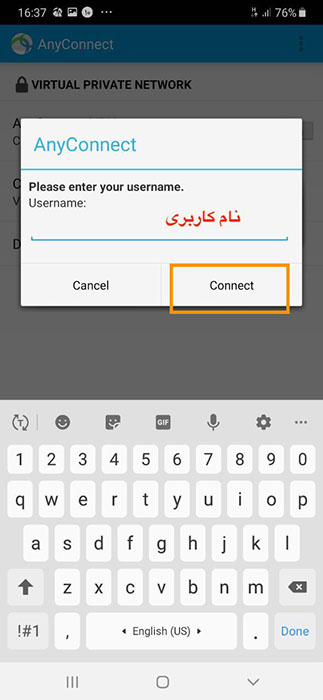 16:37 76%
AnyConnect
VIRTUAL PRIVATE NETWORK
AnyConnect
Please enter your username.
Username:
نام کاربری
Cancel Connect
GIF
1 2 3 4 5 6 7 8 9 0
q w e r t y u i o p
a s d f g h j k l
z x c v b n m
!#1 , English (US) . Done